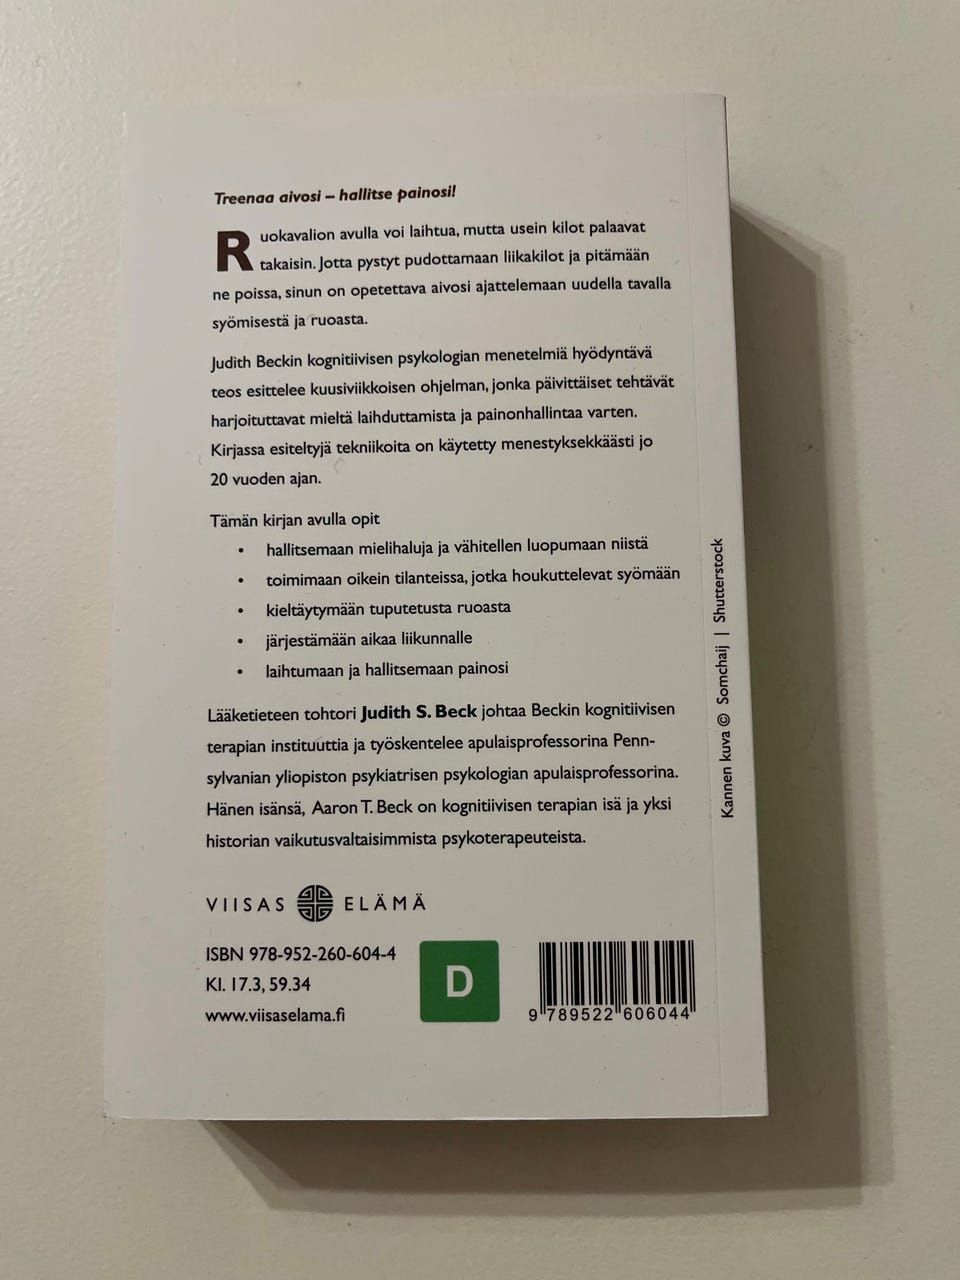 Treenaa aivosi – hallitse painosi!
Ruokavalion avulla voi laihtua, mutta usein kilot palaavat
takaisin. Jotta pystyt pudottamaan liikakilot ja pitämään
ne poissa, sinun on opetettava aivosi ajattelemaan uudella tavalla
syömisestä ja ruoasta.
Judith Beckin kognitiivisen psykologian menetelmiä hyödyntävä
teos esittelee kuusiviikkoisen ohjelman, jonka päivittäiset tehtävät
harjoituttavat mieltä laihduttamista ja painonhallintaa varten.
Kirjassa esiteltyjä tekniikoita on käytetty menestyksekkäästi jo
20 vuoden ajan.
Tämän kirjan avulla opit
• hallitsemaan mielihaluja ja vähitellen luopumaan niistä
• toimimaan oikein tilanteissa, jotka houkuttelevat syömään
• kieltäytymään tuputetusta ruoasta
• järjestämään aikaa liikunnalle
• laihtumaan ja hallitsemaan painosi
Lääketieteen tohtori Judith S. Beck johtaa Beckin kognitiivisen
terapian instituuttia ja työskentelee apulaisprofessorina Penn-
sylvanian yliopiston psykiatrisen psykologian apulaisprofessorina.
Hänen isänsä, Aaron T. Beck on kognitiivisen terapian isä ja yksi
historian vaikutusvaltaisimmista psykoterapeuteista.
VIISAS ELÄMÄ
ISBN 978-952-260-604-4
Kl. 17.3, 59.34
www.viisaselama.fi
D
9 789522 606044
Kannen kuva © Somchaij | Shutterstock